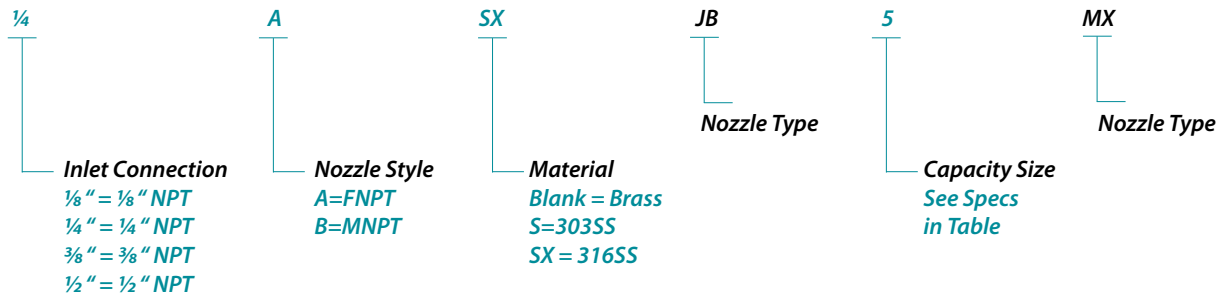 ¼ A SX JB 5 MX
Nozzle Type Nozzle Type
Inlet Connection Nozzle Style Material Capacity Size
⅛ “ = ⅛ “ NPT A=FNPT Blank = Brass See Specs
¼ “ = ¼ “ NPT B=MNPT S=303SS in Table
⅜ “ = ⅜ “ NPT SX = 316SS
½ “ = ½ “ NPT